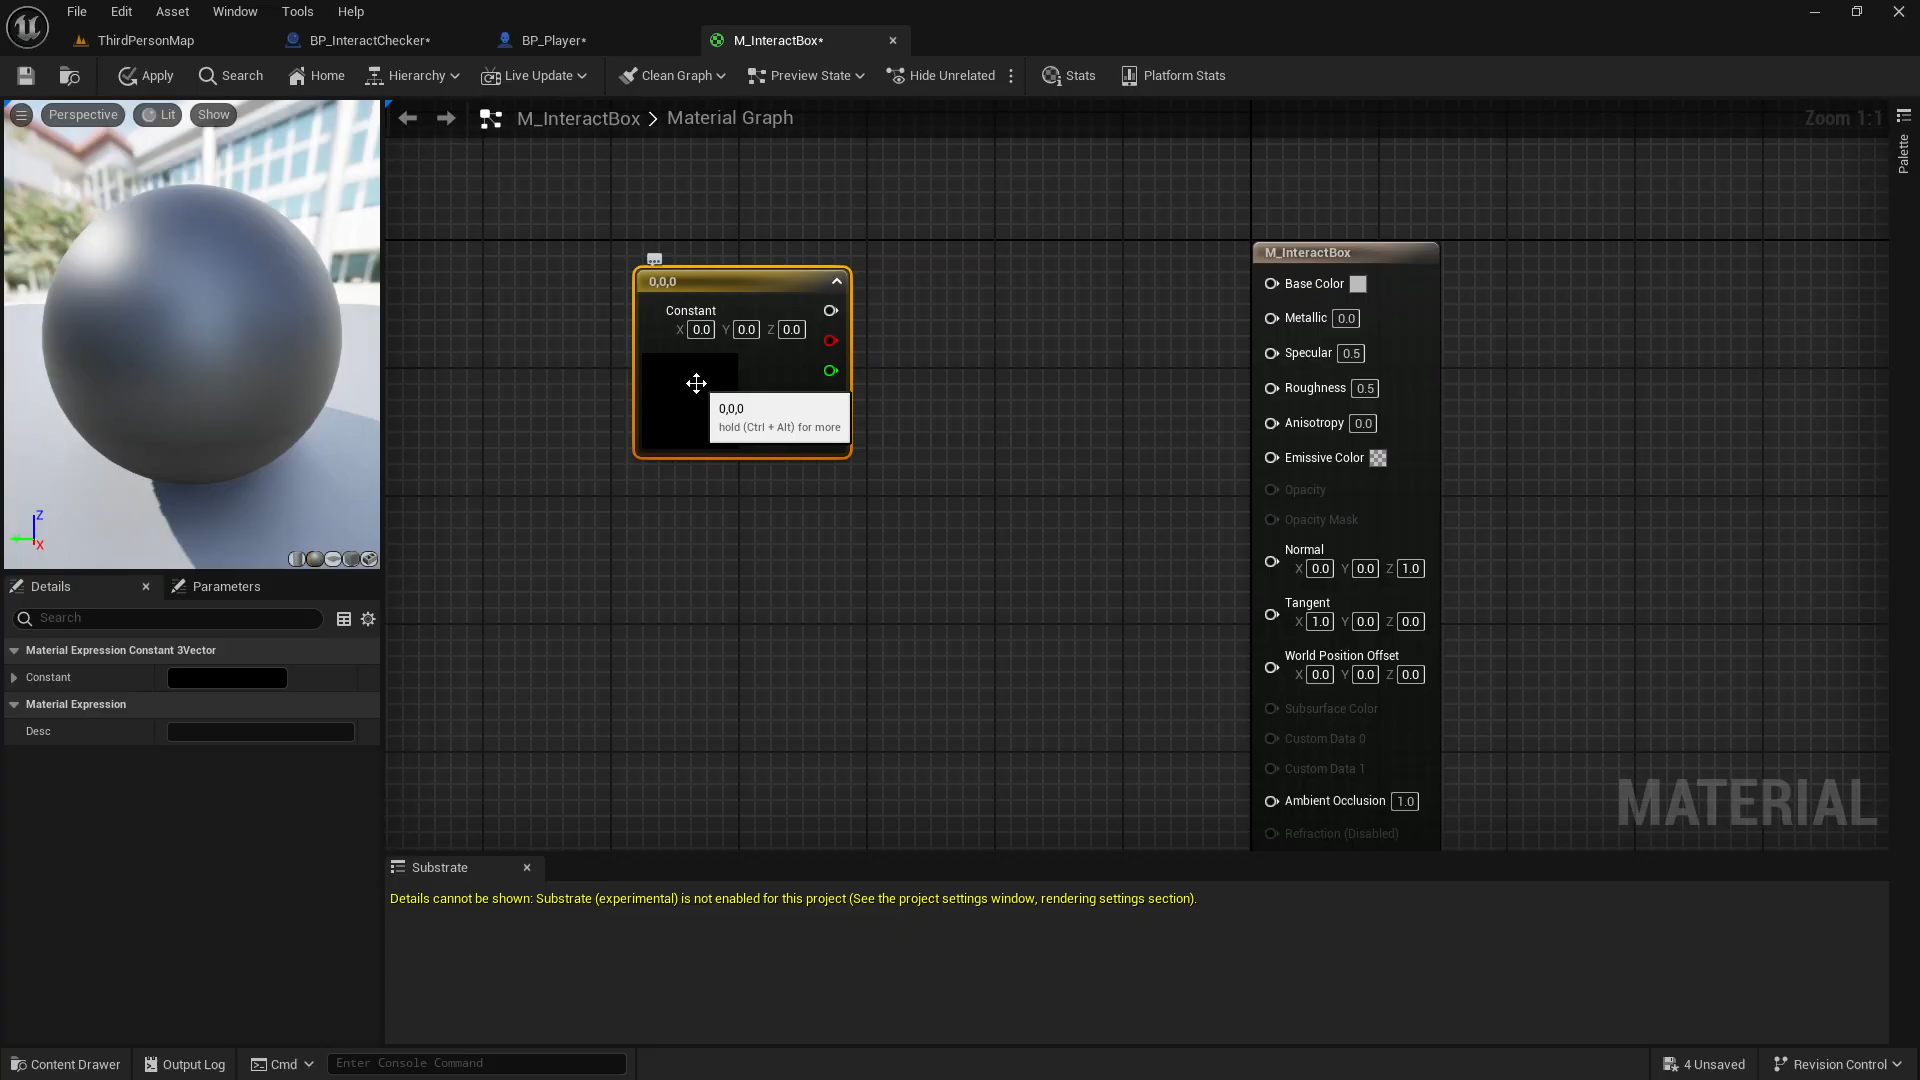 File Edit Asset Window Tools Help
ThirdPersonMap BP_InteractChecker* BP_Player* M_InteractBox*
Apply Search Home Hierarchy Live Update Clean Graph Preview State Hide Unrelated Stats Platform Stats
Perspective Lit Show
M_InteractBox > Material Graph
Zoom 1:1
Palette
0,0,0
Constant
X 0.0 Y 0.0 Z 0.0
0,0,0
hold (Ctrl + Alt) for more
M_InteractBox
Base Color
Metallic 0.0
Specular 0.5
Roughness 0.5
Anisotropy 0.0
Emissive Color
Opacity
Opacity Mask
Normal
X 0.0 Y 0.0 Z 1.0
Tangent
X 1.0 Y 0.0 Z 0.0
World Position Offset
X 0.0 Y 0.0 Z 0.0
Subsurface Color
Custom Data 0
Custom Data 1
Ambient Occlusion 1.0
Refraction (Disabled)
MATERIAL
Z
X
Details Parameters
Search
Material Expression Constant 3Vector
Constant
Material Expression
Desc
Substrate
Details cannot be shown: Substrate (experimental) is not enabled for this project (See the project settings window, rendering settings section).
Content Drawer Output Log Cmd Enter Console Command 4 Unsaved Revision Control